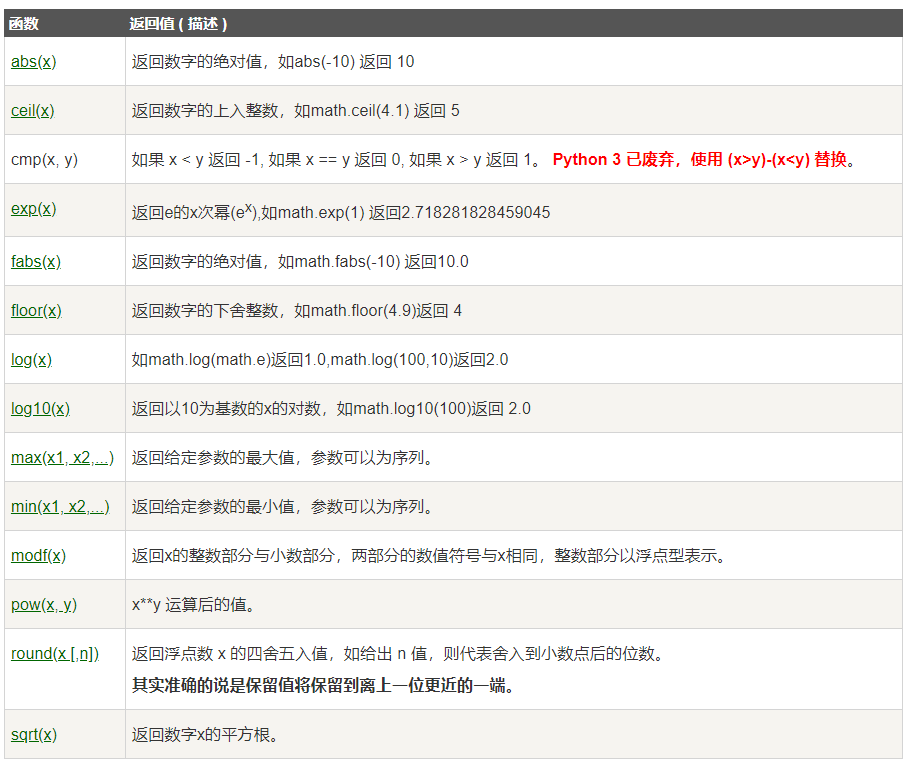 函数 返回值 ( 描述 )
abs(x) 返回数字的绝对值，如abs(-10) 返回 10
ceil(x) 返回数字的上入整数，如math.ceil(4.1) 返回 5
cmp(x, y) 如果 x < y 返回 -1, 如果 x == y 返回 0, 如果 x > y 返回 1。 Python 3 已废弃，使用 (x>y)-(x<y) 替换。
exp(x) 返回e的x次幂(eˣ),如math.exp(1) 返回2.718281828459045
fabs(x) 返回数字的绝对值，如math.fabs(-10) 返回10.0
floor(x) 返回数字的下舍整数，如math.floor(4.9)返回 4
log(x) 如math.log(math.e)返回1.0,math.log(100,10)返回2.0
log10(x) 返回以10为基数的x的对数，如math.log10(100)返回 2.0
max(x1, x2,...) 返回给定参数的最大值，参数可以为序列。
min(x1, x2,...) 返回给定参数的最小值，参数可以为序列。
modf(x) 返回x的整数部分与小数部分，两部分的数值符号与x相同，整数部分以浮点型表示。
pow(x, y) x**y 运算后的值。
round(x [,n]) 返回浮点数 x 的四舍五入值，如给出 n 值，则代表舍入到小数点后的位数。
其实准确的说是保留值将保留到离上一位更近的一端。
sqrt(x) 返回数字x的平方根。